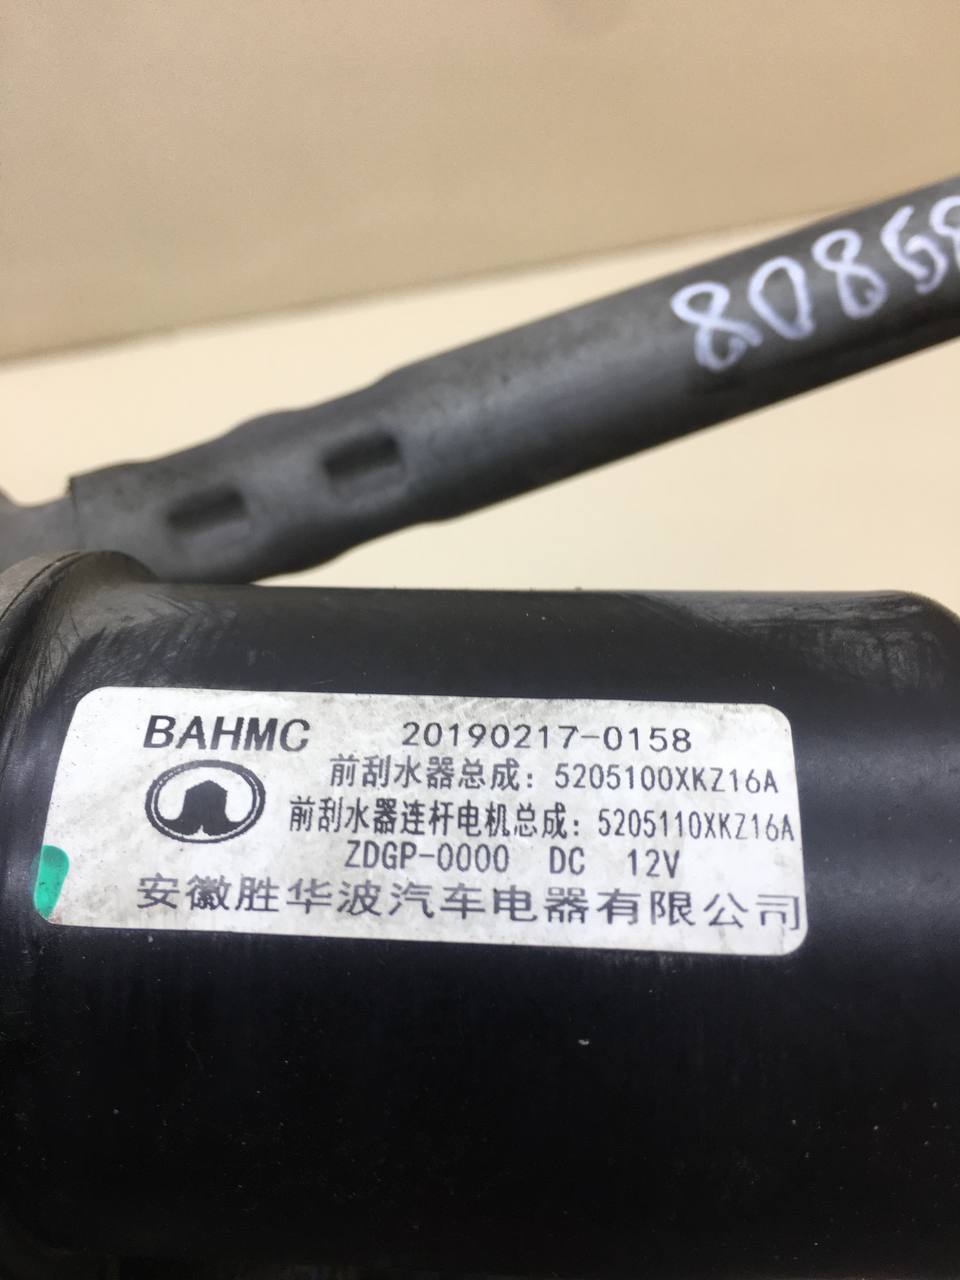 80868
BAHMC 20190217-0158
前刮水器总成：5205100XKZ16A
前刮水器连杆电机总成：5205110XKZ16A
ZDGP-0000 DC 12V
安徽胜华波汽车电器有限公司